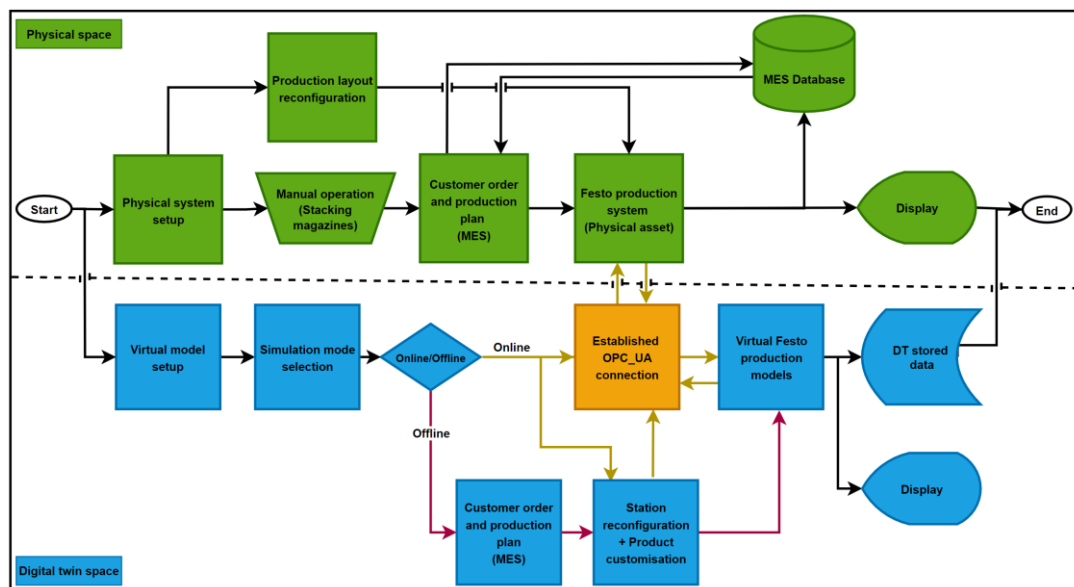 Physical space
Production layout
reconfiguration
MES Database
Start
Physical system
setup
Manual operation
(Stacking
magazines)
Customer order
and production
plan
(MES)
Festo production
system
(Physical asset)
Display
End
Virtual model
setup
Simulation mode
selection
Online/Offline
Online
Established
OPC_UA
connection
Virtual Festo
production
models
DT stored
data
Offline
Customer order
and production
plan
(MES)
Station
reconfiguration
+ Product
customisation
Display
Digital twin space